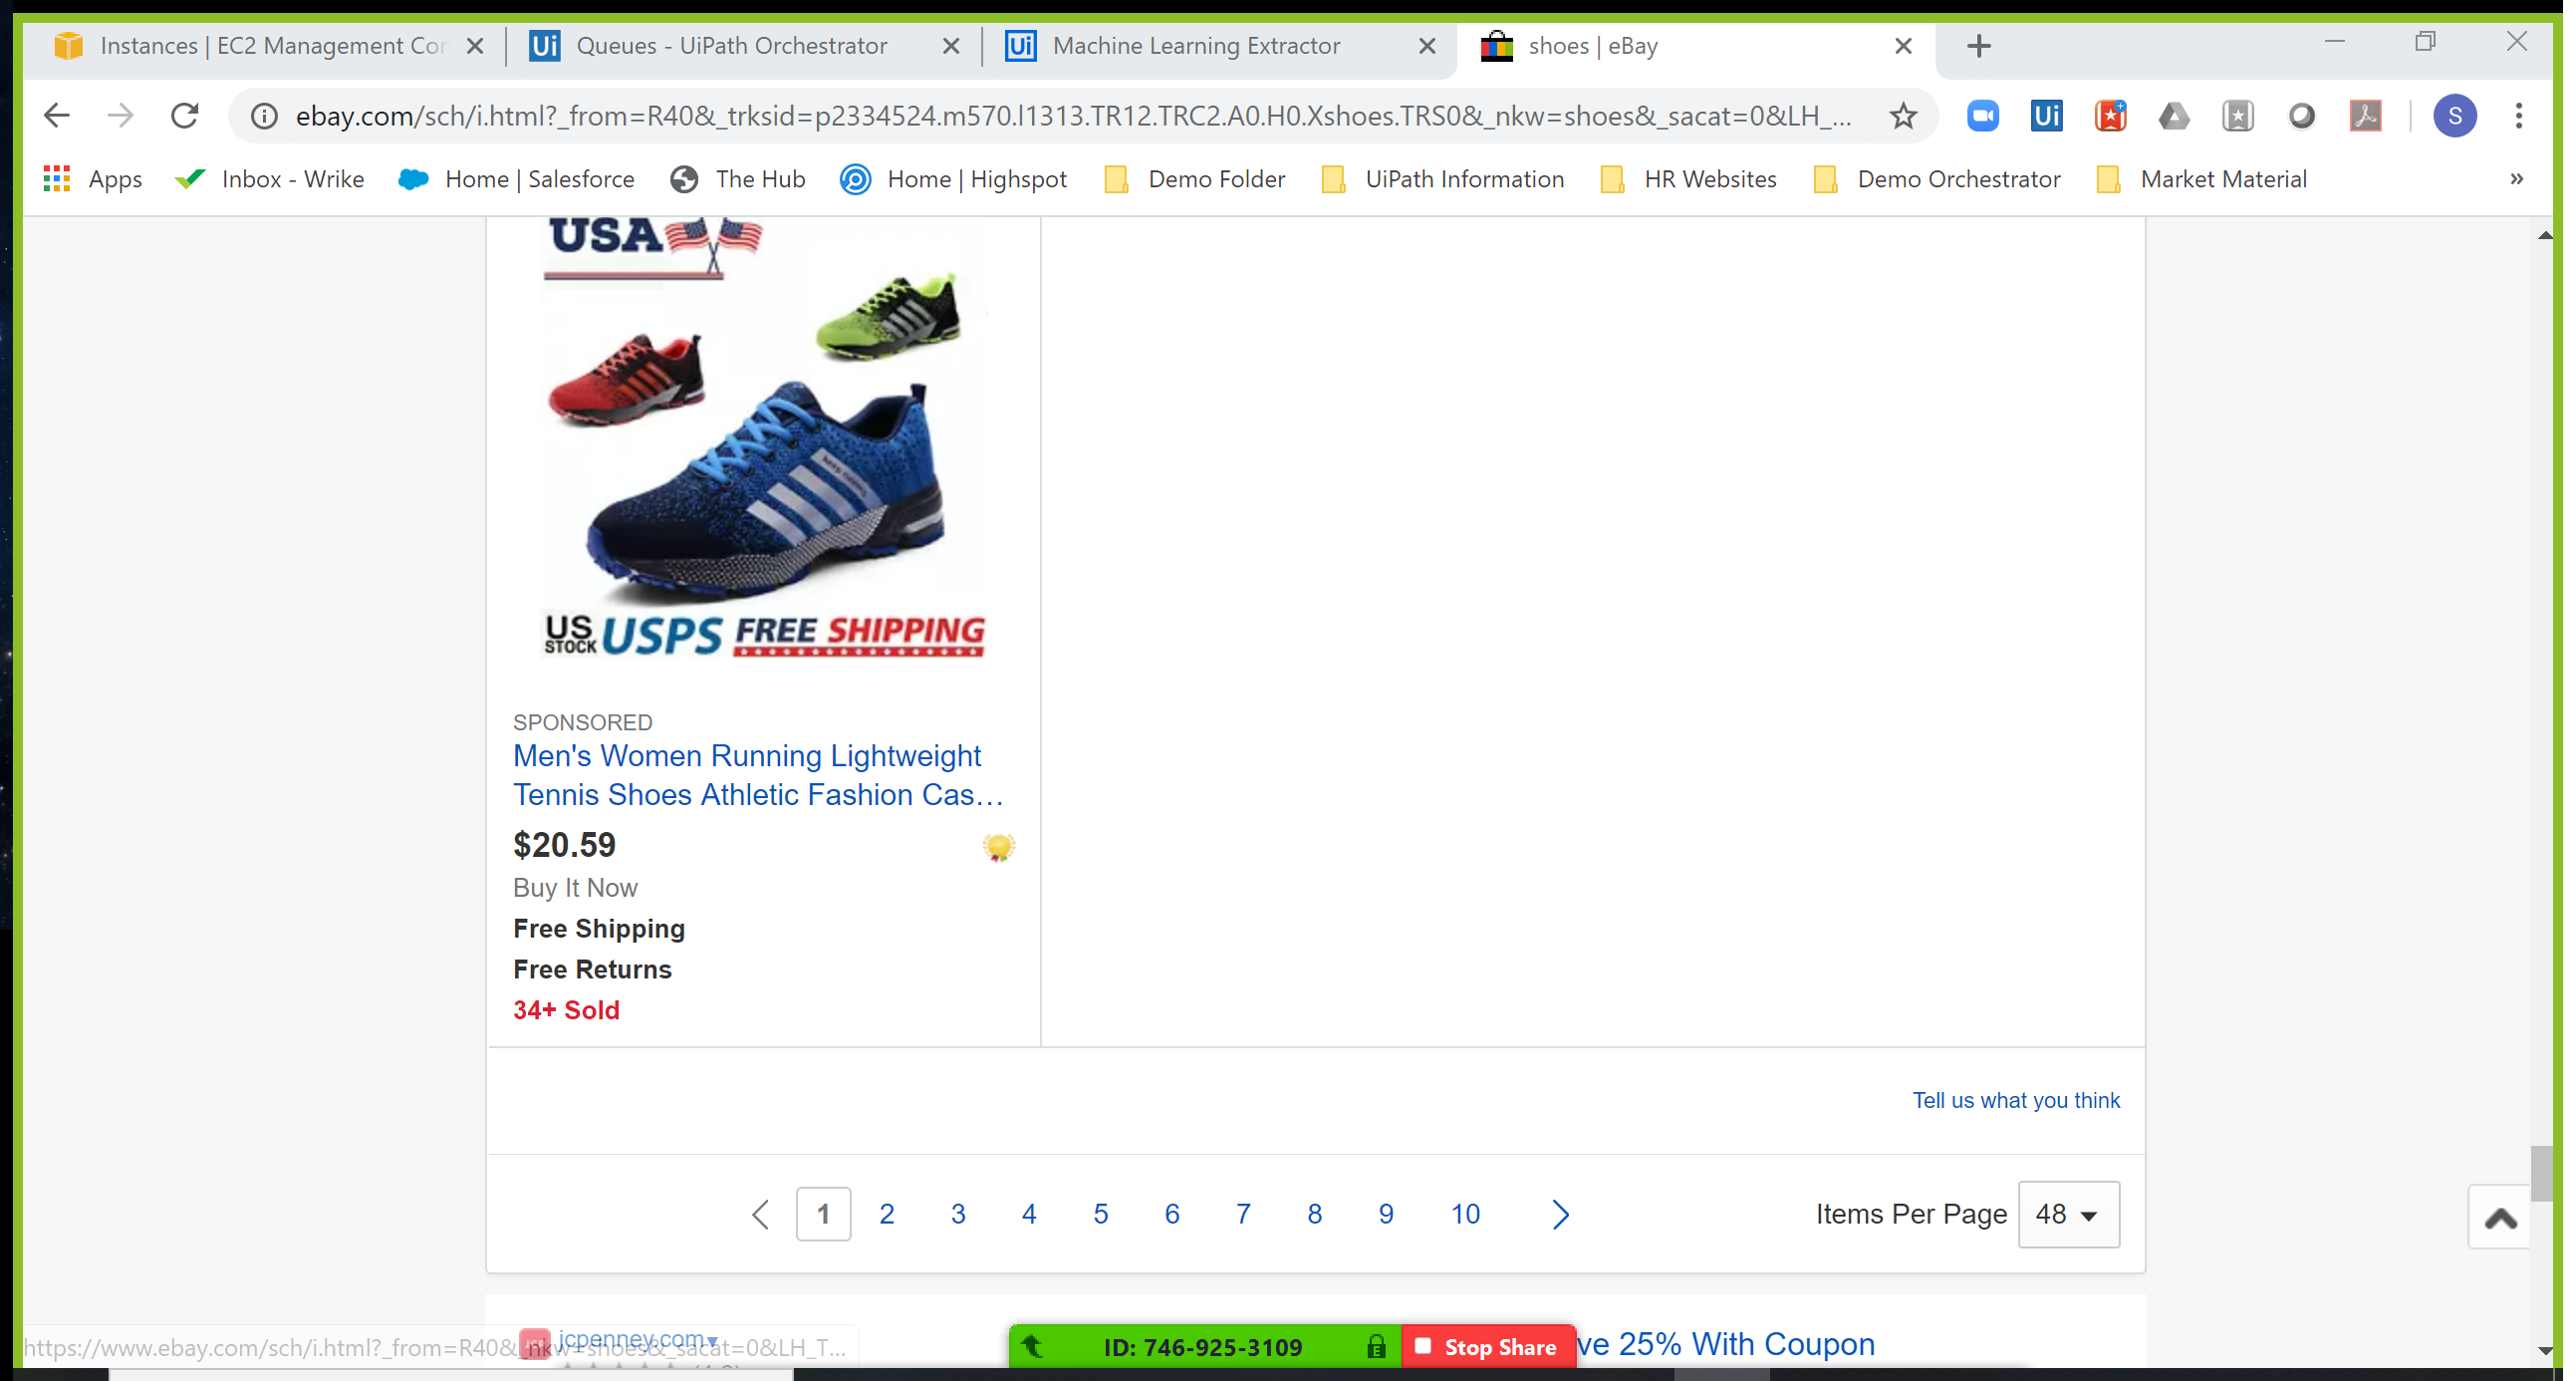 Instances | EC2 Management Con
Queues - UiPath Orchestrator
Machine Learning Extractor
shoes | eBay
ebay.com/sch/i.html?_from=R40&_trksid=p2334524.m570.l1313.TR12.TRC2.A0.H0.Xshoes.TRS0&_nkw=shoes&_sacat=0&LH_...
Ui
S
Apps
Inbox - Wrike
Home | Salesforce
The Hub
Home | Highspot
Demo Folder
UiPath Information
HR Websites
Demo Orchestrator
Market Material
»
USA
US STOCK USPS FREE SHIPPING
SPONSORED
Men's Women Running Lightweight
Tennis Shoes Athletic Fashion Cas...
$20.59
Buy It Now
Free Shipping
Free Returns
34+ Sold
Tell us what you think
1 2 3 4 5 6 7 8 9 10
Items Per Page 48
jcpenney.com
https://www.ebay.com/sch/i.html?_from=R40&_nkw=shoes&_sacat=0&LH_T...
ID: 746-925-3109
Stop Share
ve 25% With Coupon